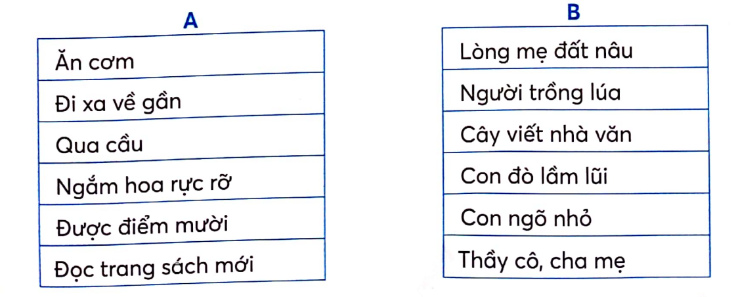 A
Ăn cơm
Đi xa về gần
Qua cầu
Ngắm hoa rực rỡ
Được điểm mười
Đọc trang sách mới
B
Lòng mẹ đất nâu
Người trồng lúa
Cây viết nhà văn
Con đò lầm lũi
Con ngõ nhỏ
Thầy cô, cha mẹ